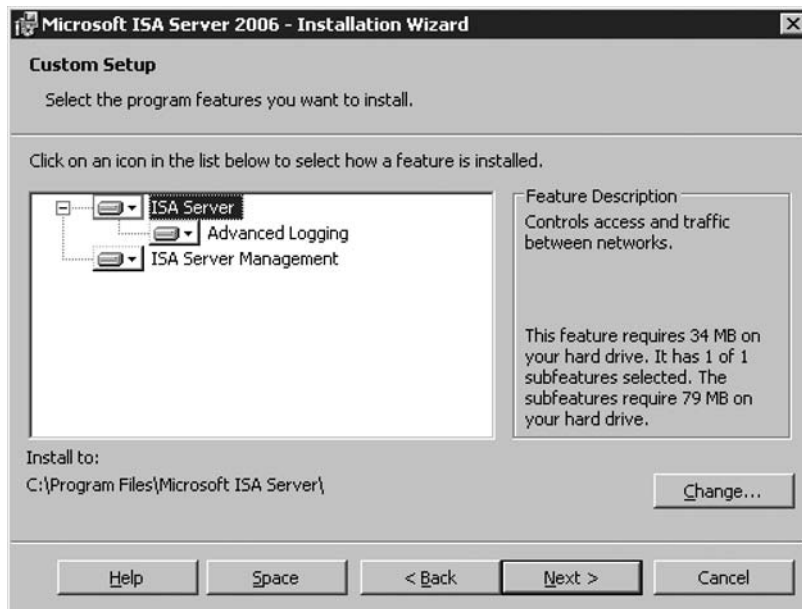 Microsoft ISA Server 2006 - Installation Wizard
Custom Setup
Select the program features you want to install.
Click on an icon in the list below to select how a feature is installed.
ISA Server
Advanced Logging
ISA Server Management
Feature Description
Controls access and traffic
between networks.
This feature requires 34 MB on
your hard drive. It has 1 of 1
subfeatures selected. The
subfeatures require 79 MB on
your hard drive.
Install to:
C:\Program Files\Microsoft ISA Server\
Change...
Help
Space
< Back
Next >
Cancel